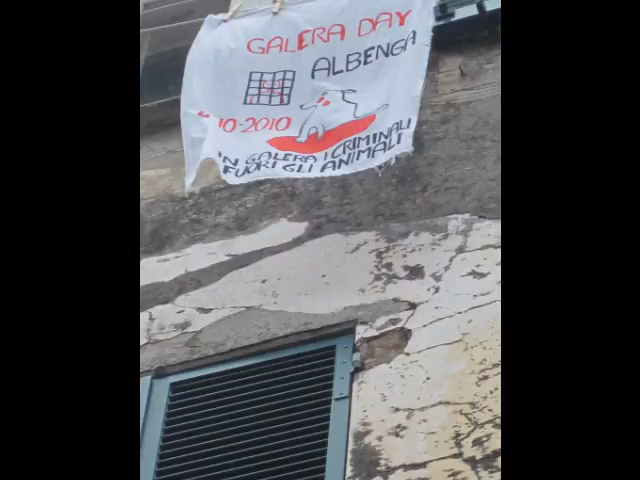 GALERA DAY
ALBENGA
10-2010
IN GALERA I CRIMINALI
FUORI GLI ANIMALI